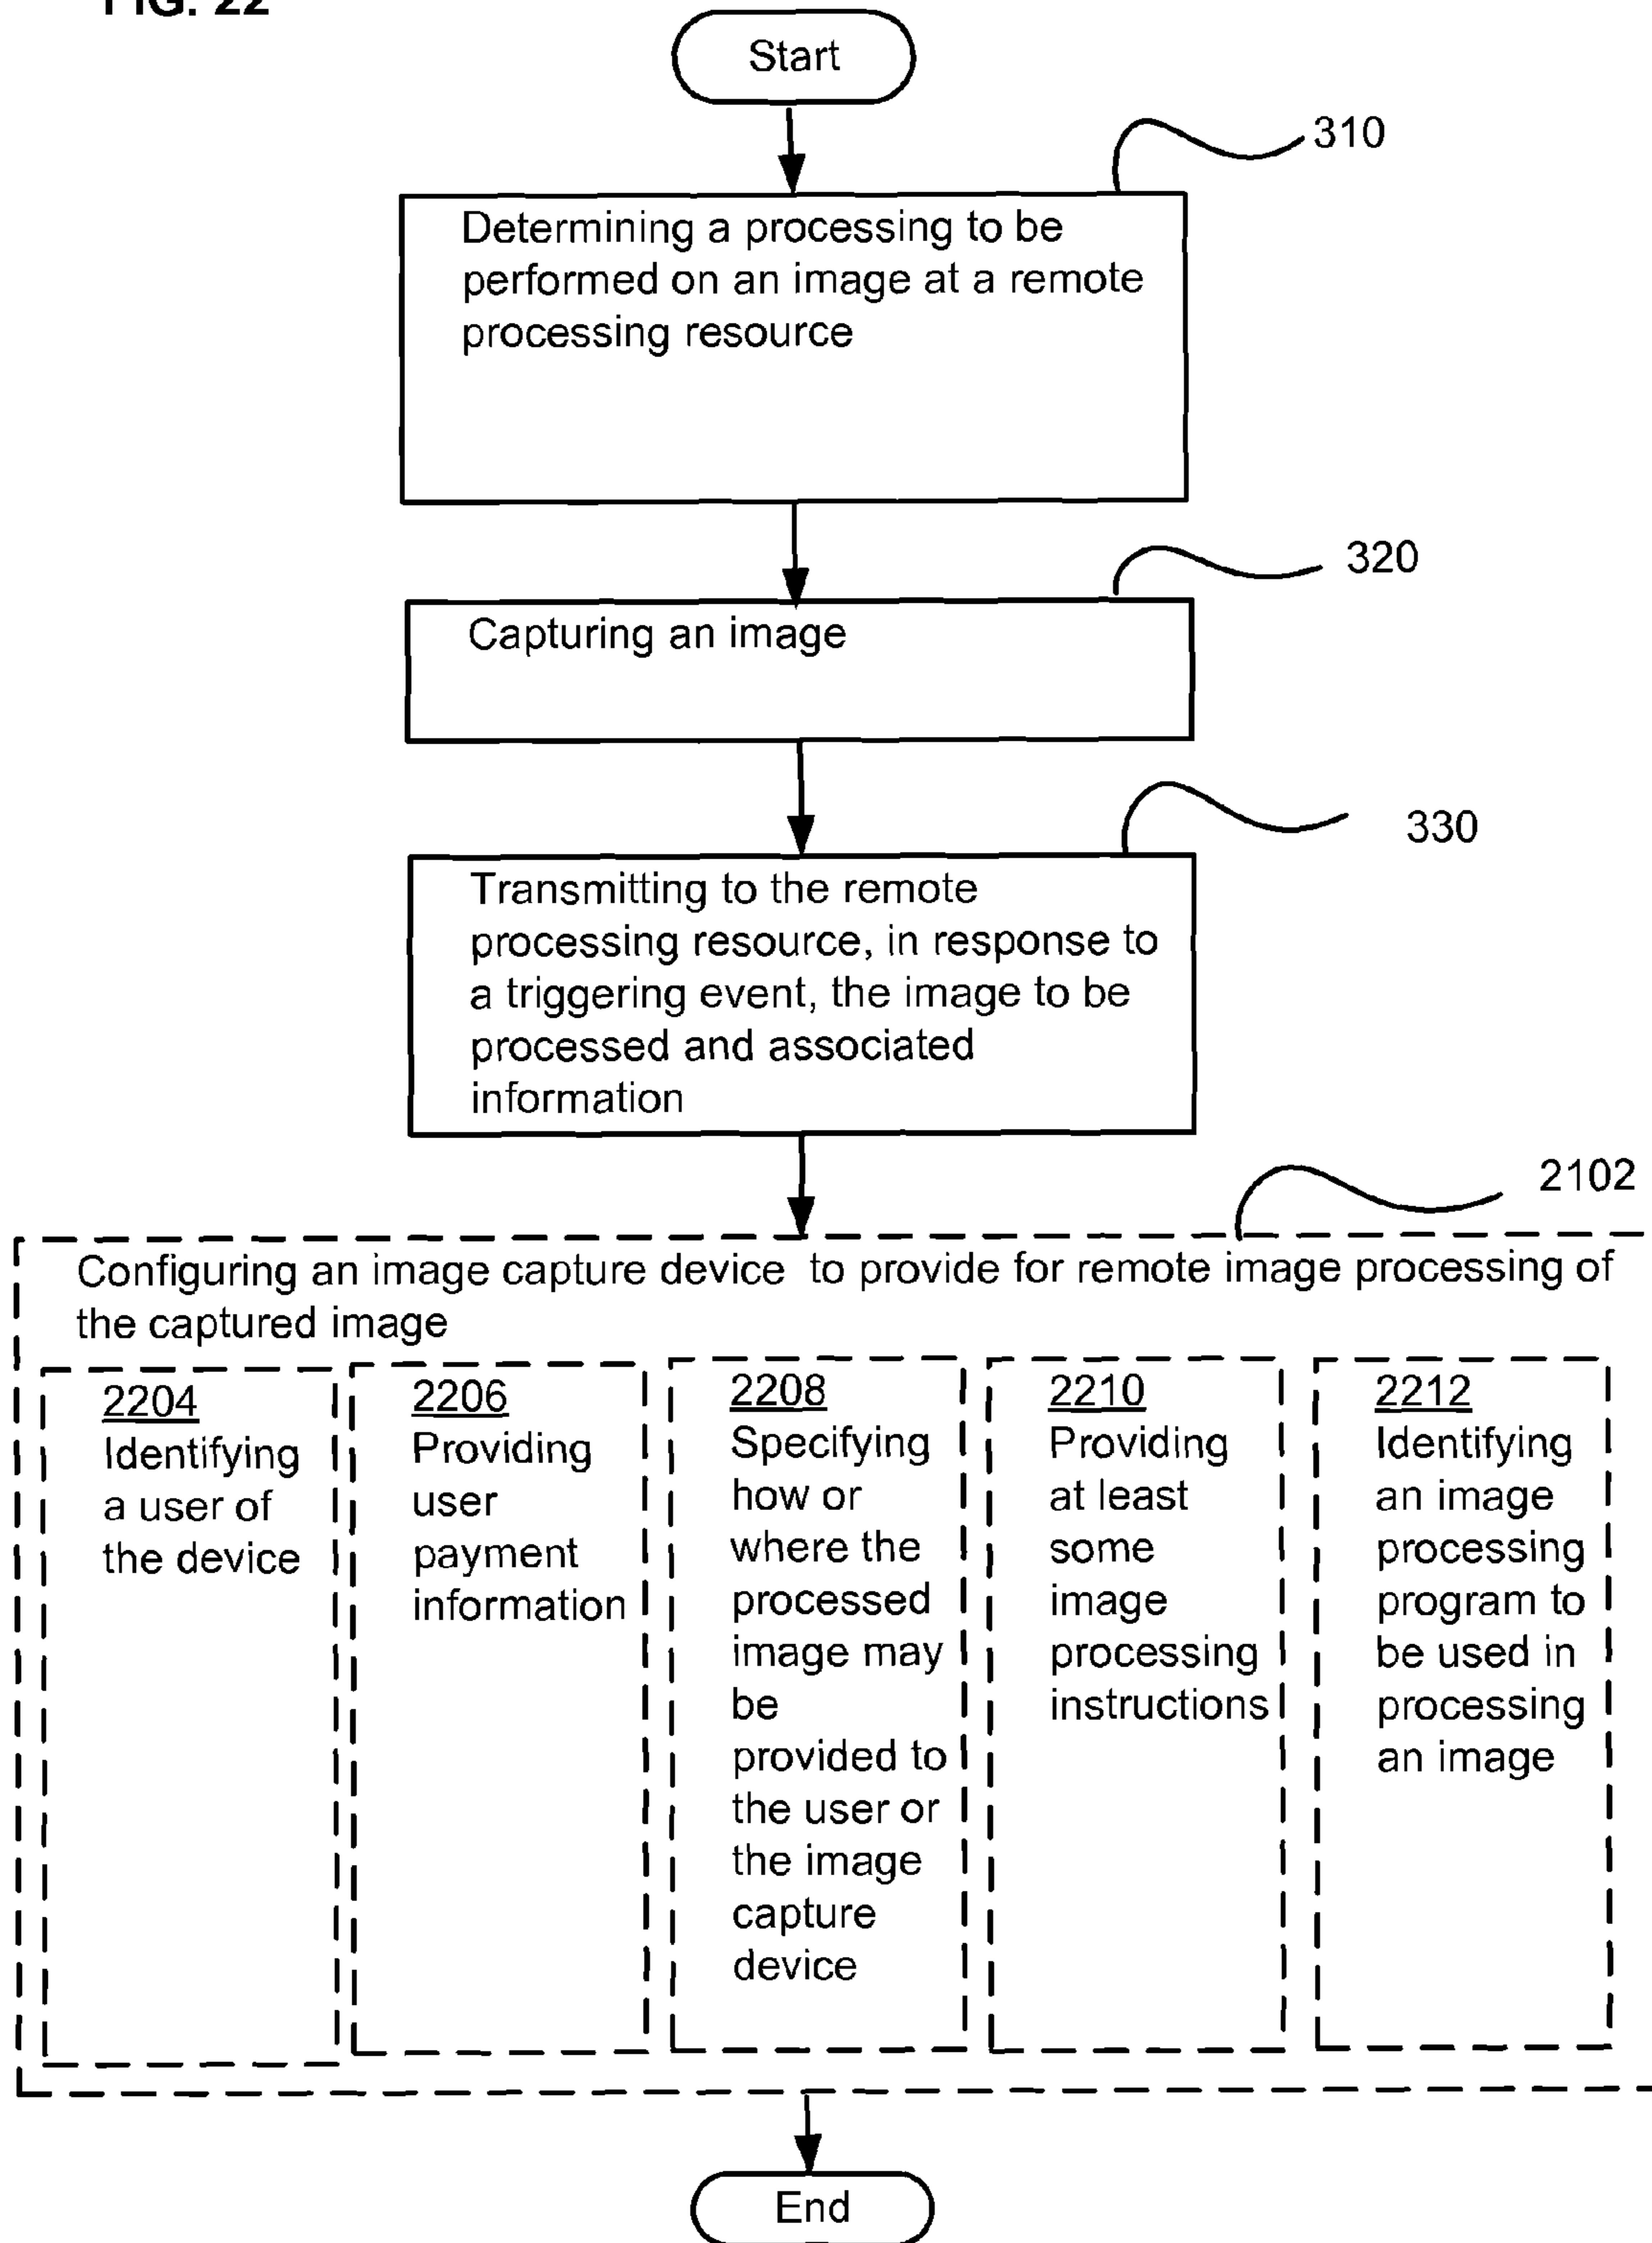 FIG. 22
Start
310
Determining a processing to be
performed on an image at a remote
processing resource
320
Capturing an image
330
Transmitting to the remote
processing resource, in response to
a triggering event, the image to be
processed and associated
information
2102
Configuring an image capture device to provide for remote image processing of
the captured image
2204
Identifying
a user of
the device
2206
Providing
user
payment
information
2208
Specifying
how or
where the
processed
image may
be
provided to
the user or
the image
capture
device
2210
Providing
at least
some
image
processing
instructions
2212
Identifying
an image
processing
program to
be used in
processing
an image
End